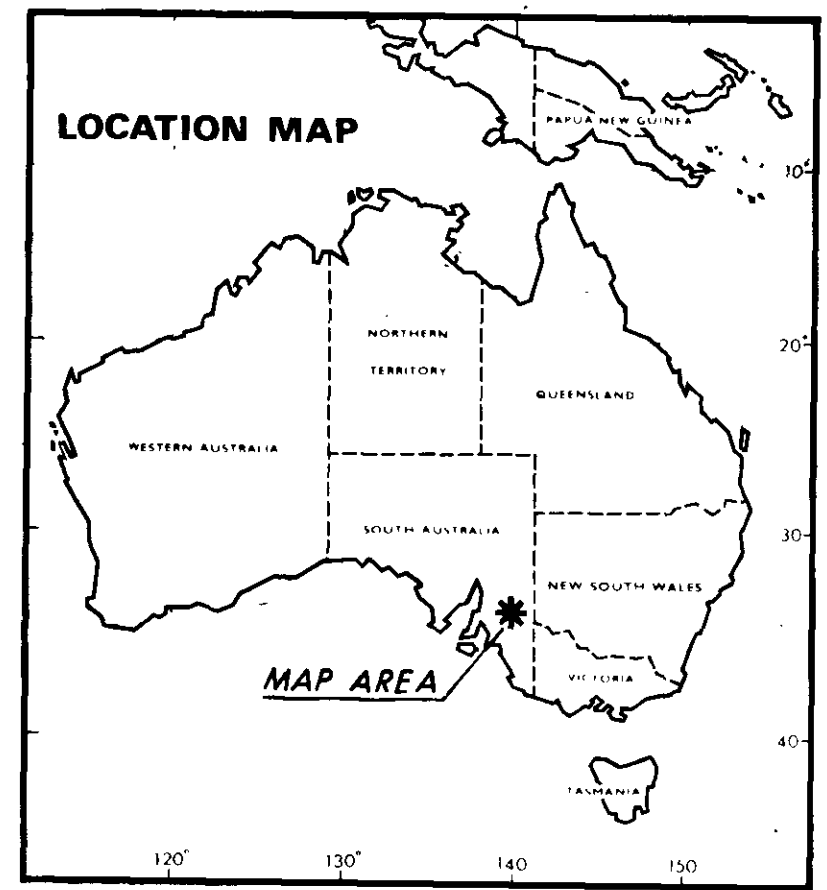 LOCATION MAP
PAPUA NEW GUINEA
10°
NORTHERN
TERRITORY
20°
QUEENSLAND
WESTERN AUSTRALIA
SOUTH AUSTRALIA
30
NEW SOUTH WALES
MAP AREA
VICTORIA
40
TASMANIA
120°
130°
140
150